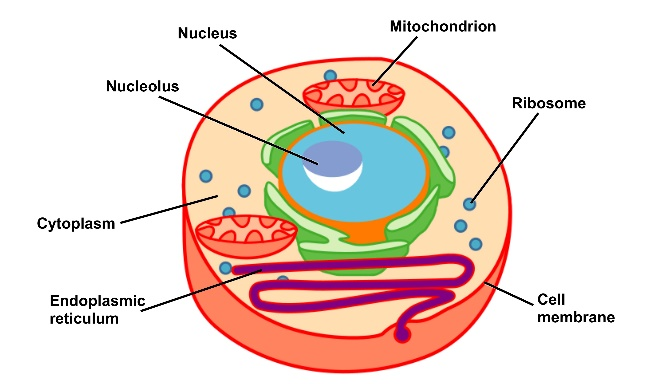 Nucleus
Mitochondrion
Nucleolus
Ribosome
Cytoplasm
Endoplasmic
reticulum
Cell
membrane